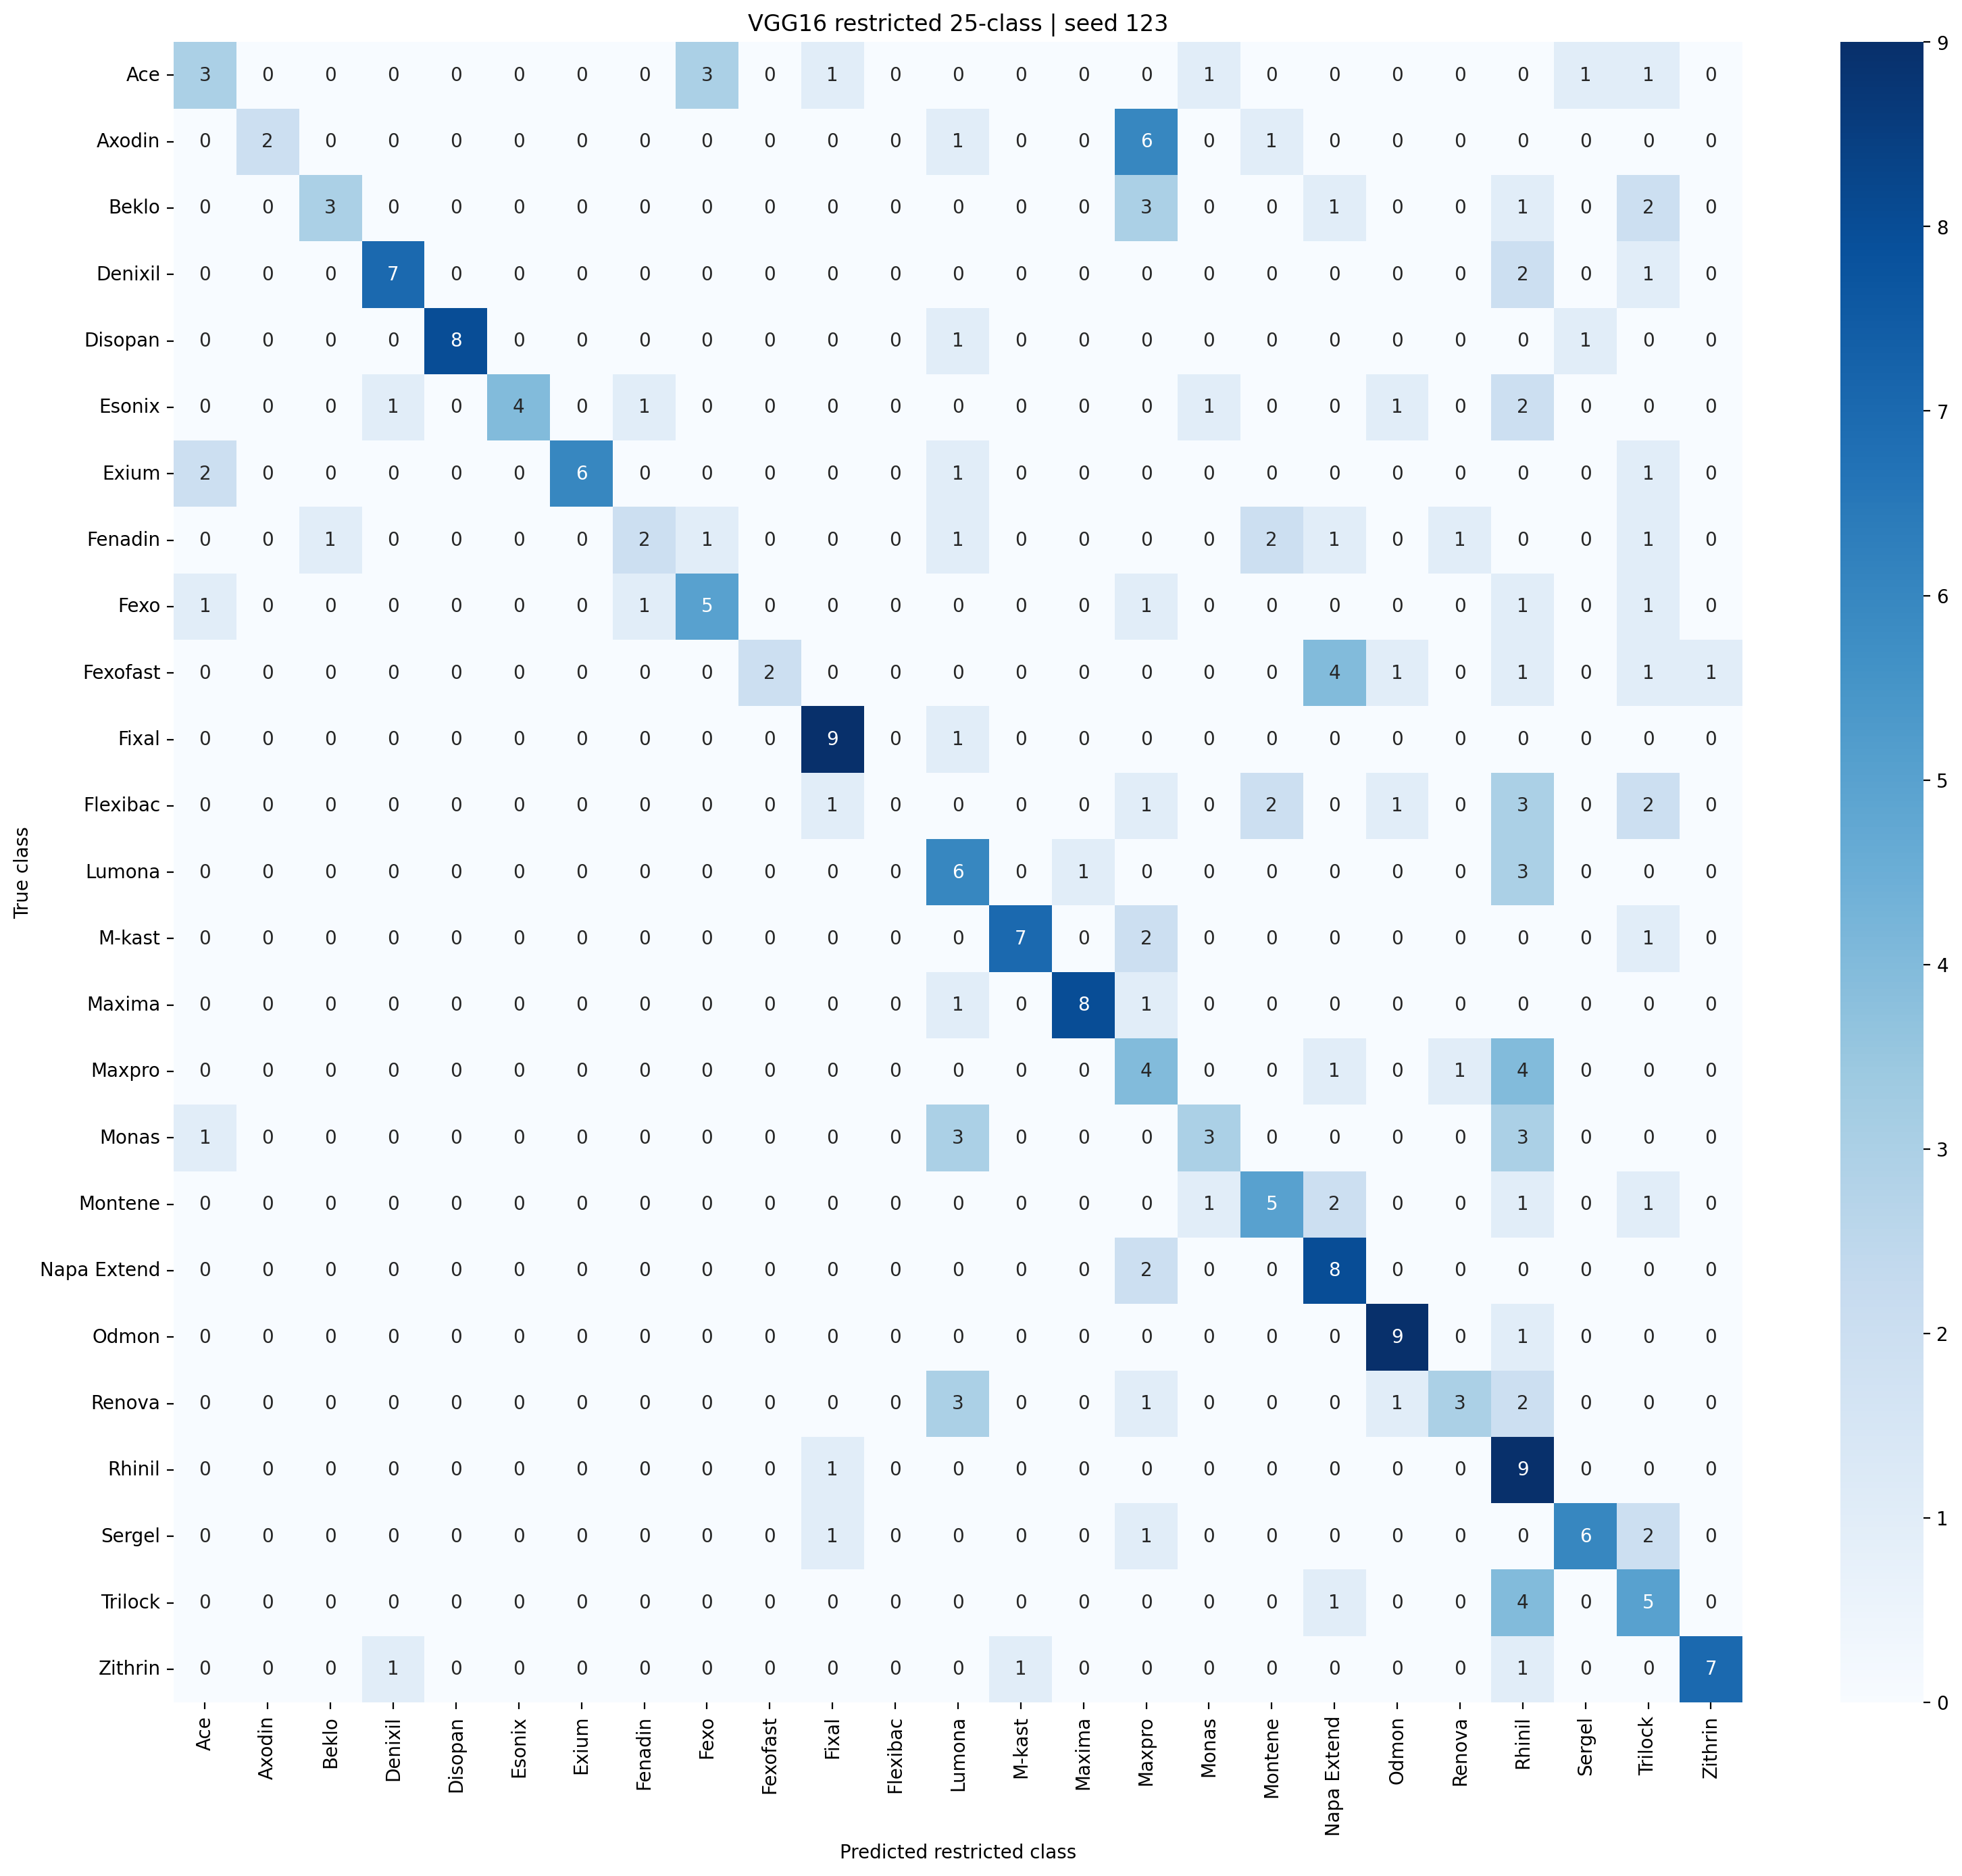 VGG16 restricted 25-class | seed 123
Ace 3 0 0 0 0 0 0 0 3 0 1 0 0 0 0 0 1 0 0 0 0 0 1 1 0
Axodin 0 2 0 0 0 0 0 0 0 0 0 0 1 0 0 6 0 1 0 0 0 0 0 0 0
Beklo 0 0 3 0 0 0 0 0 0 0 0 0 0 0 0 3 0 0 1 0 0 1 0 2 0
Denixil 0 0 0 7 0 0 0 0 0 0 0 0 0 0 0 0 0 0 0 0 0 2 0 1 0
Disopan 0 0 0 0 8 0 0 0 0 0 0 0 1 0 0 0 0 0 0 0 0 0 1 0 0
Esonix 0 0 0 1 0 4 0 1 0 0 0 0 0 0 0 0 1 0 0 1 0 2 0 0 0
Exium 2 0 0 0 0 0 6 0 0 0 0 0 1 0 0 0 0 0 0 0 0 0 0 1 0
Fenadin 0 0 1 0 0 0 0 2 1 0 0 0 1 0 0 0 0 2 1 0 1 0 0 1 0
Fexo 1 0 0 0 0 0 0 1 5 0 0 0 0 0 0 1 0 0 0 0 0 1 0 1 0
Fexofast 0 0 0 0 0 0 0 0 0 2 0 0 0 0 0 0 0 0 4 1 0 1 0 1 1
Fixal 0 0 0 0 0 0 0 0 0 0 9 0 1 0 0 0 0 0 0 0 0 0 0 0 0
Flexibac 0 0 0 0 0 0 0 0 0 0 1 0 0 0 0 1 0 2 0 1 0 3 0 2 0
Lumona 0 0 0 0 0 0 0 0 0 0 0 0 6 0 1 0 0 0 0 0 0 3 0 0 0
M-kast 0 0 0 0 0 0 0 0 0 0 0 0 0 7 0 2 0 0 0 0 0 0 0 1 0
Maxima 0 0 0 0 0 0 0 0 0 0 0 0 1 0 8 1 0 0 0 0 0 0 0 0 0
Maxpro 0 0 0 0 0 0 0 0 0 0 0 0 0 0 0 4 0 0 1 0 1 4 0 0 0
Monas 1 0 0 0 0 0 0 0 0 0 0 0 3 0 0 0 3 0 0 0 0 3 0 0 0
Montene 0 0 0 0 0 0 0 0 0 0 0 0 0 0 0 0 1 5 2 0 0 1 0 1 0
Napa Extend 0 0 0 0 0 0 0 0 0 0 0 0 0 0 0 2 0 0 8 0 0 0 0 0 0
Odmon 0 0 0 0 0 0 0 0 0 0 0 0 0 0 0 0 0 0 0 9 0 1 0 0 0
Renova 0 0 0 0 0 0 0 0 0 0 0 0 3 0 0 1 0 0 0 1 3 2 0 0 0
Rhinil 0 0 0 0 0 0 0 0 0 0 1 0 0 0 0 0 0 0 0 0 0 9 0 0 0
Sergel 0 0 0 0 0 0 0 0 0 0 1 0 0 0 0 1 0 0 0 0 0 0 6 2 0
Trilock 0 0 0 0 0 0 0 0 0 0 0 0 0 0 0 0 0 0 1 0 0 4 0 5 0
Zithrin 0 0 0 1 0 0 0 0 0 0 0 0 0 1 0 0 0 0 0 0 0 1 0 0 7
Ace Axodin Beklo Denixil Disopan Esonix Exium Fenadin Fexo Fexofast Fixal Flexibac Lumona M-kast Maxima Maxpro Monas Montene Napa Extend Odmon Renova Rhinil Sergel Trilock Zithrin
Predicted restricted class
True class
9
8
7
6
5
4
3
2
1
0